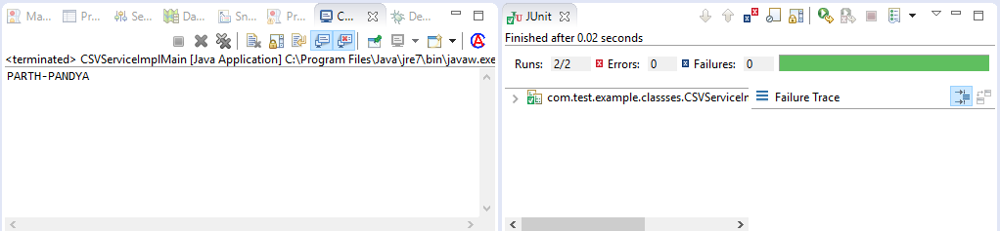 Ma...
Pr...
Se...
Da...
Sn...
Pr...
C...
De...
<terminated> CSVServiceImplMain [Java Application] C:\Program Files\Java\jre7\bin\javaw.exe
PARTH-PANDYA
JUnit
Finished after 0.02 seconds
Runs: 2/2 Errors: 0 Failures: 0
com.test.example.classses.CSVServiceIm
Failure Trace